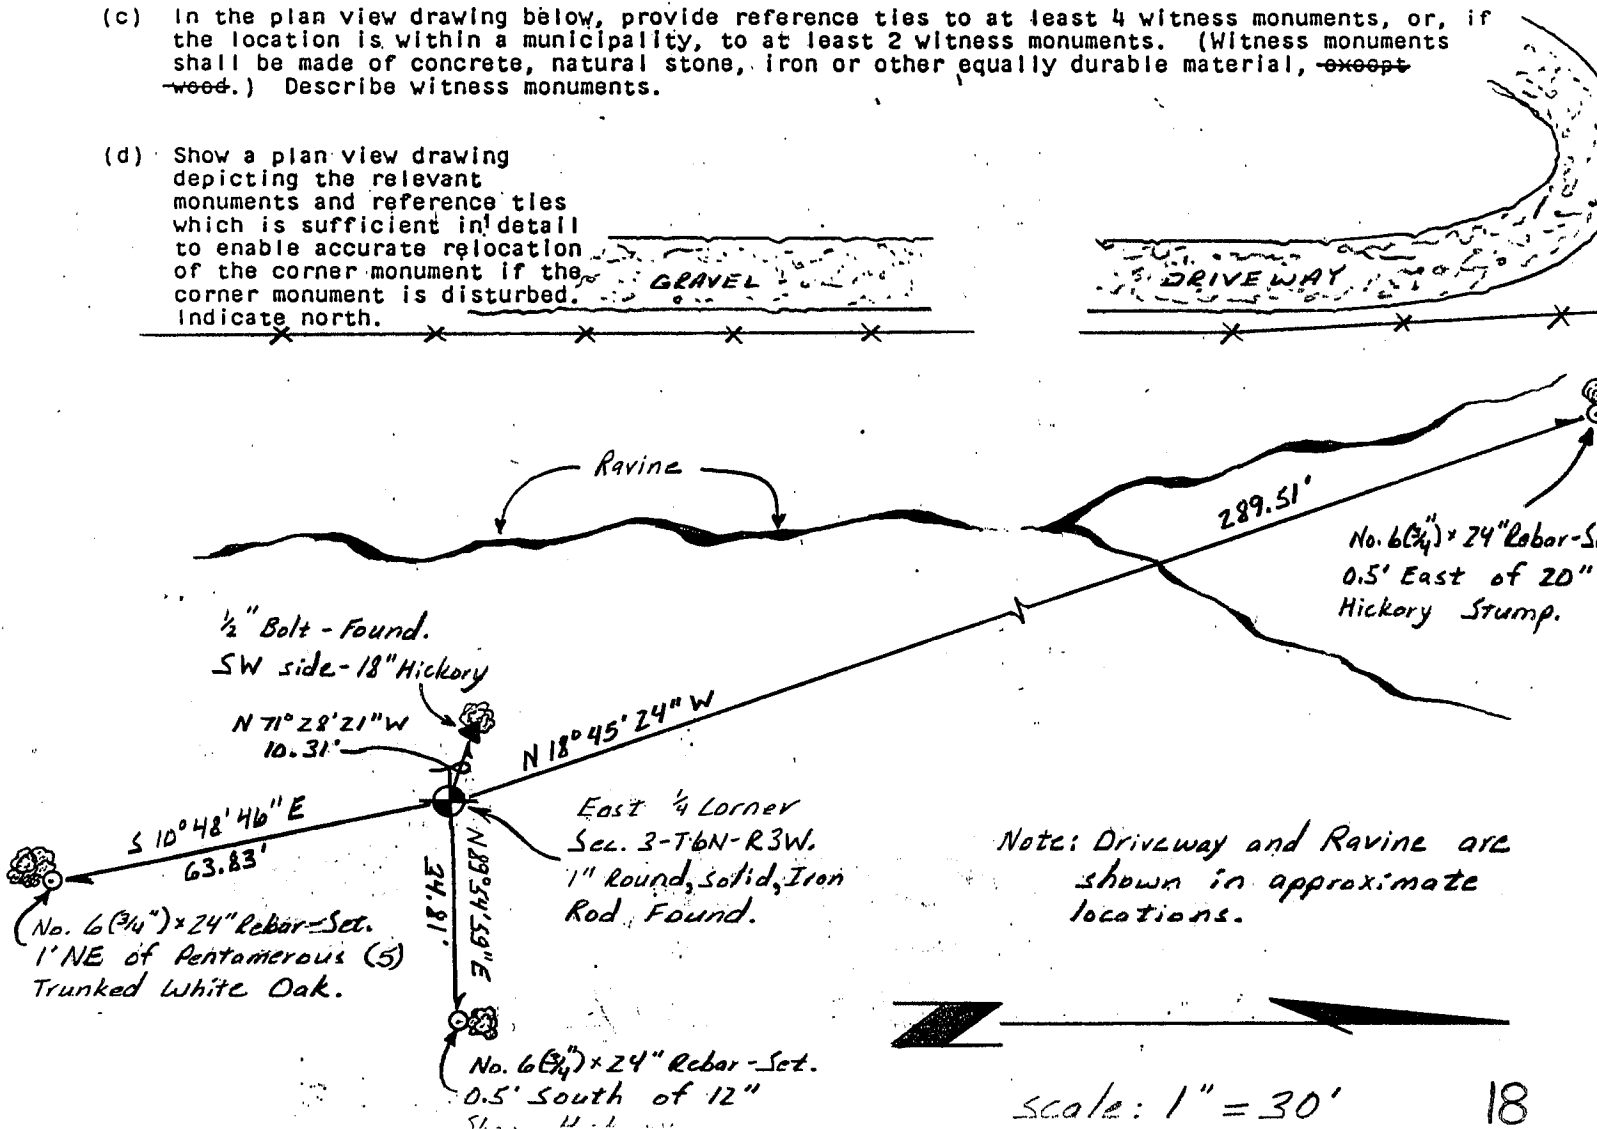 (c) In the plan view drawing below, provide reference ties to at least 4 witness monuments, or, if
the location is within a municipality, to at least 2 witness monuments. (Witness monuments
shall be made of concrete, natural stone, iron or other equally durable material, except
wood.) Describe witness monuments.
(d) Show a plan view drawing
depicting the relevant
monuments and reference ties
which is sufficient in detail
to enable accurate relocation
of the corner monument if the
corner monument is disturbed.
Indicate north.
GRAVEL
DRIVEWAY
Ravine
289.51'
No. 6(3/4") x 24" Rebar-S
0.5' East of 20"
Hickory Stump.
1/2" Bolt - Found.
SW side - 18" Hickory
N 71° 28' 21" W
10.31'
N 18° 45' 24" W
S 10° 48' 46" E
63.83'
N 89° 54' 59" E
34.81'
East 1/4 Corner
Sec. 3-T6N-R3W.
1" Round, solid, Iron
Rod Found.
Note: Driveway and Ravine are
shown in approximate
locations.
No. 6 (3/4") x 24" Rebar-Set.
1' NE of Pentamerous (5)
Trunked White Oak.
No. 6 (3/4") x 24" Rebar-Set.
0.5' South of 12"
Z
scale: 1" = 30'
18